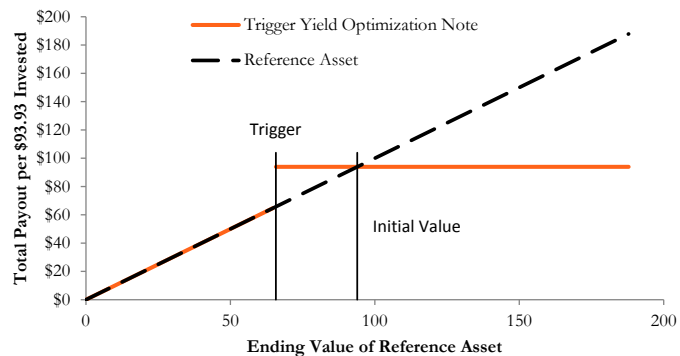 $200
$180
$160
$140
$120
$100
$80
$60
$40
$20
$0
Total Payout per $93.93 Invested
Trigger Yield Optimization Note
Reference Asset
Trigger
Initial Value
0
50
100
150
200
Ending Value of Reference Asset